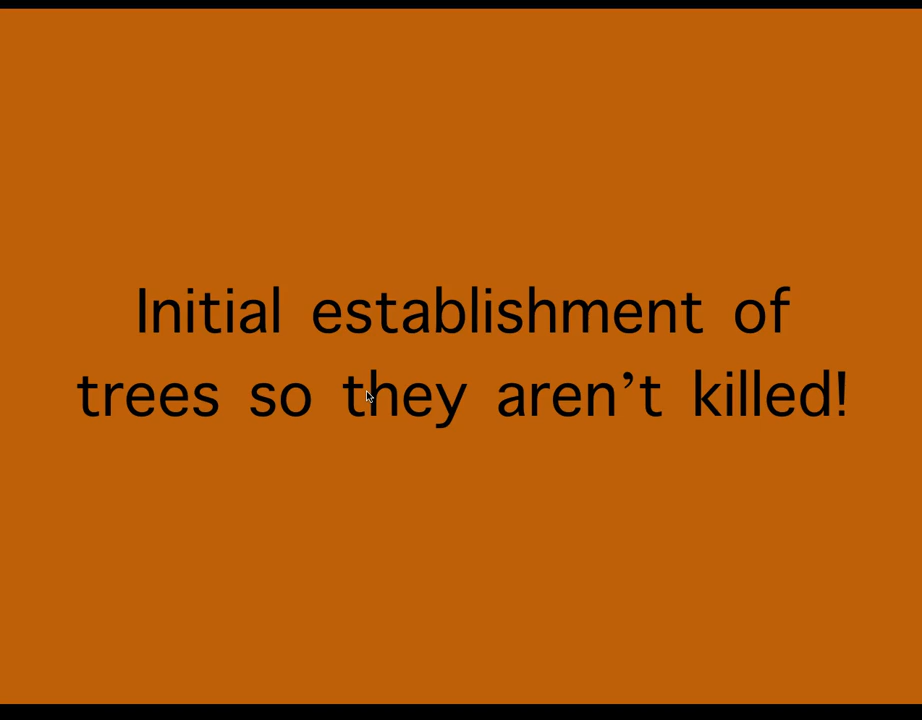 Initial establishment of
trees so they aren’t killed!